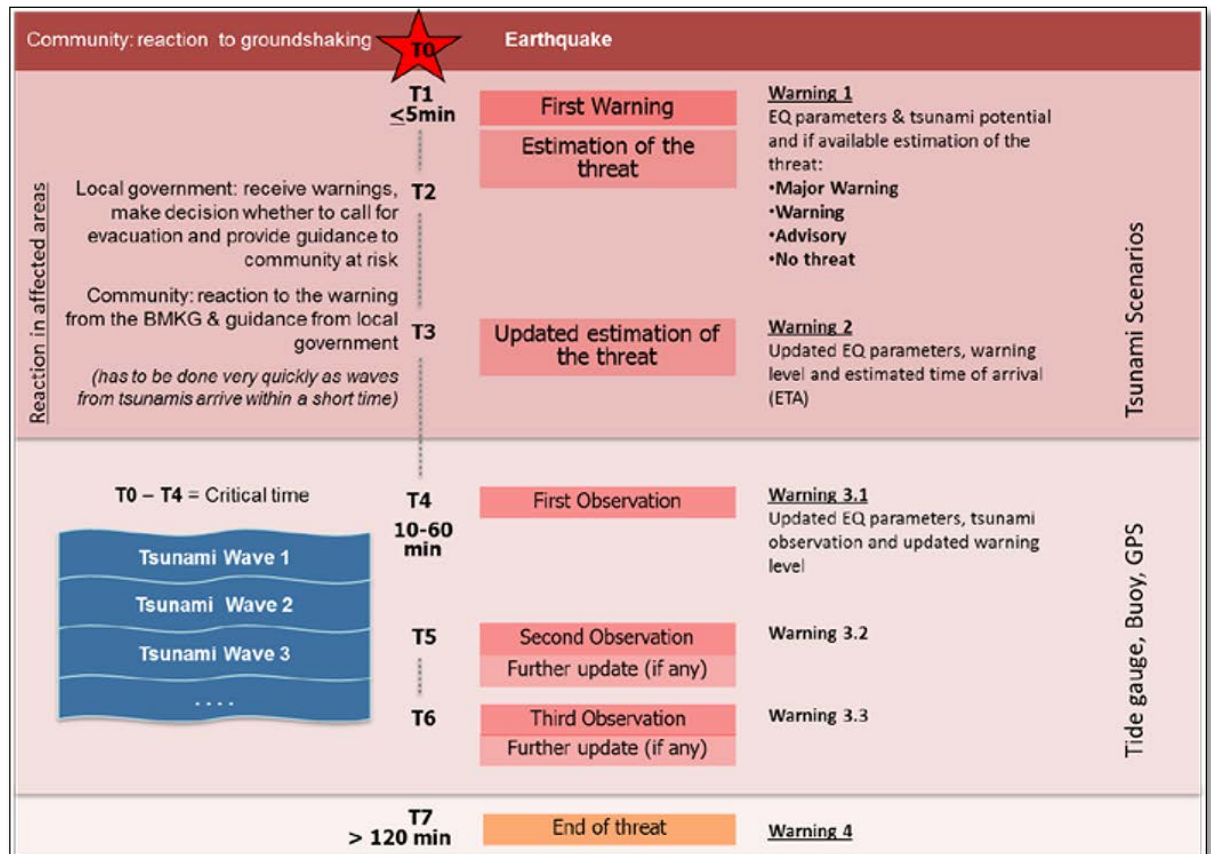 Community: reaction to groundshaking
T0
Earthquake
T1
≤5min
First Warning
Estimation of the
threat
Warning 1
EQ parameters & tsunami potential
and if available estimation of the
threat:
•Major Warning
•Warning
•Advisory
•No threat
Reaction in affected areas
Local government: receive warnings,
make decision whether to call for
evacuation and provide guidance to
community at risk
T2
Community: reaction to the warning
from the BMKG & guidance from local
government
(has to be done very quickly as waves
from tsunamis arrive within a short time)
T3
Updated estimation of
the threat
Warning 2
Updated EQ parameters, warning
level and estimated time of arrival
(ETA)
Tsunami Scenarios
T0 – T4 = Critical time
T4
10-60
min
First Observation
Warning 3.1
Updated EQ parameters, tsunami
observation and updated warning
level
Tsunami Wave 1
Tsunami Wave 2
Tsunami Wave 3
. . . .
T5
Second Observation
Further update (if any)
Warning 3.2
T6
Third Observation
Further update (if any)
Warning 3.3
Tide gauge, Buoy, GPS
T7
> 120 min
End of threat
Warning 4